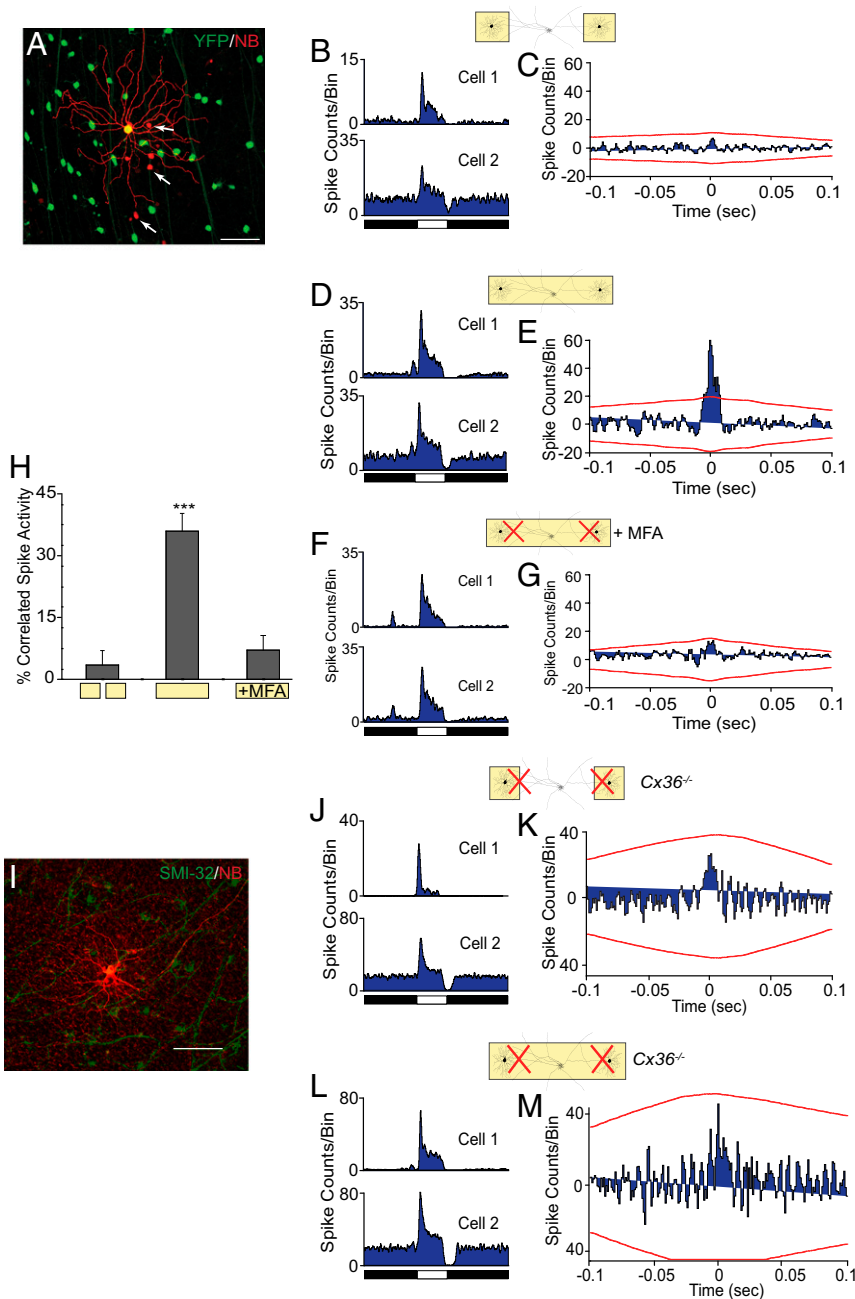 A
YFP/NB
B
15
0
Cell 1
35
0
Cell 2
Spike Counts/Bin
C
60
40
20
0
-20
Spike Counts/Bin
-0.1
-0.05
0
0.05
0.1
Time (sec)
D
35
0
Cell 1
35
0
Cell 2
Spike Counts/Bin
E
60
40
20
0
-20
Spike Counts/Bin
-0.1
-0.05
0
0.05
0.1
Time (sec)
H
45
30
15
0
% Correlated Spike Activity
***
+MFA
+ MFA
F
35
0
Cell 1
35
0
Cell 2
Spike Counts/Bin
G
60
40
20
0
-20
Spike Counts/Bin
-0.1
-0.05
0
0.05
0.1
Time (sec)
Cx36-/-
I
SMI-32/NB
J
40
0
Cell 1
80
0
Cell 2
Spike Counts/Bin
K
40
0
40
Spike Counts/Bin
-0.1
-0.05
0
0.05
0.1
Time (sec)
Cx36-/-
L
80
0
Cell 1
80
0
Cell 2
Spike Counts/Bin
M
40
0
40
Spike Counts/Bin
-0.1
-0.05
0
0.05
0.1
Time (sec)